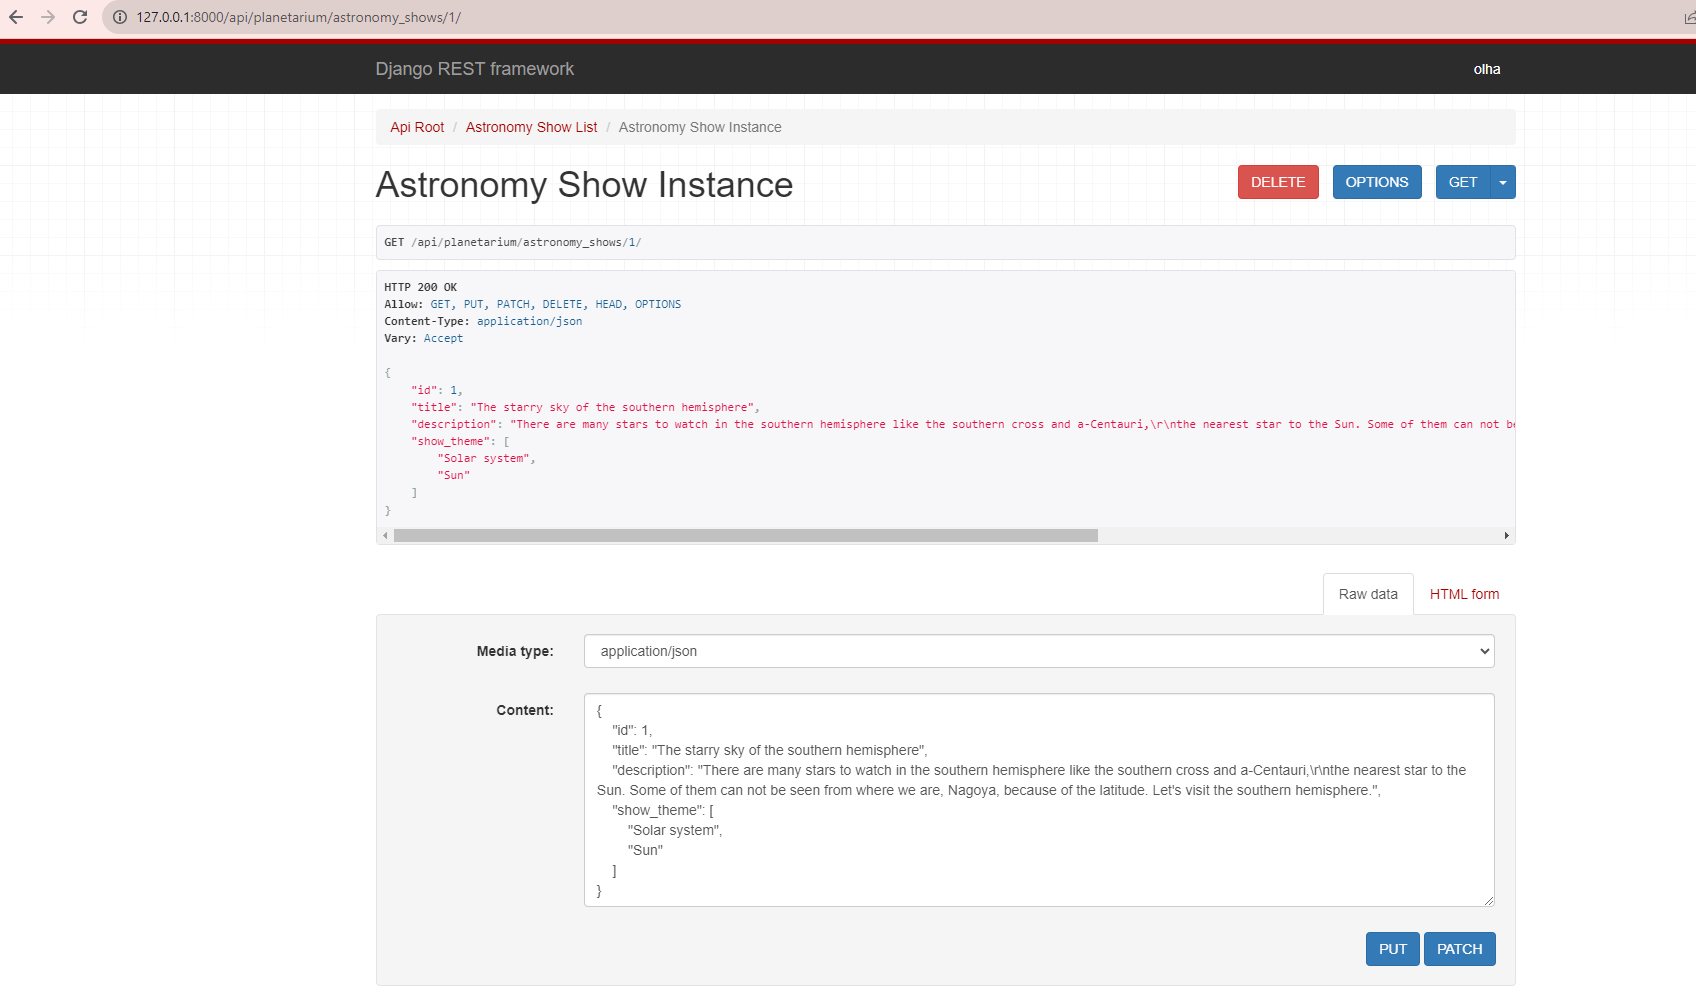 127.0.0.1:8000/api/planetarium/astronomy_shows/1/
Django REST framework olha
Api Root / Astronomy Show List / Astronomy Show Instance
Astronomy Show Instance DELETE OPTIONS GET
GET /api/planetarium/astronomy_shows/1/
HTTP 200 OK
Allow: GET, PUT, PATCH, DELETE, HEAD, OPTIONS
Content-Type: application/json
Vary: Accept
{
"id": 1,
"title": "The starry sky of the southern hemisphere",
"description": "There are many stars to watch in the southern hemisphere like the southern cross and a-Centauri,\r\nthe nearest star to the Sun. Some of them can not
"show_theme": [
"Solar system",
"Sun"
]
}
Raw data HTML form
Media type: application/json
Content: {
"id": 1,
"title": "The starry sky of the southern hemisphere",
"description": "There are many stars to watch in the southern hemisphere like the southern cross and a-Centauri,\r\nthe nearest star to the
Sun. Some of them can not be seen from where we are, Nagoya, because of the latitude. Let's visit the southern hemisphere.",
"show_theme": [
"Solar system",
"Sun"
]
}
PUT PATCH